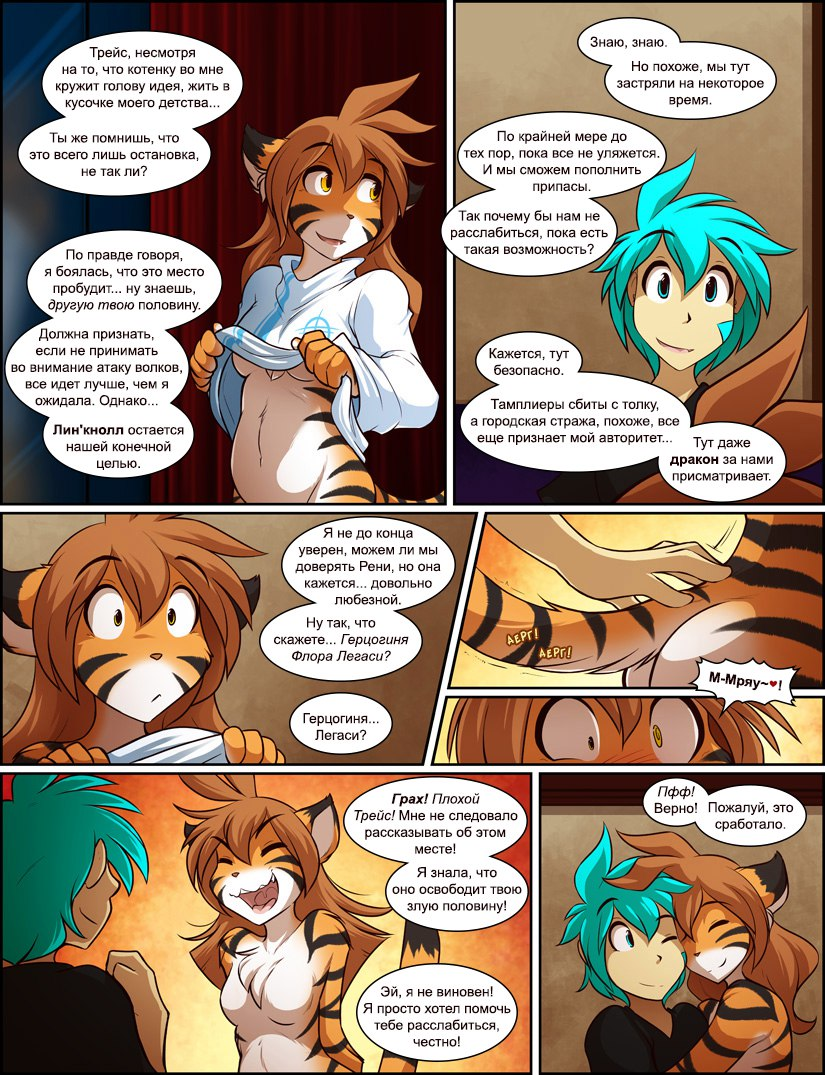 Трейс, несмотря
на то, что котенку во мне
кружит голову идея, жить в
кусочке моего детства...
Ты же помнишь, что
это всего лишь остановка,
не так ли?
По правде говоря,
я боялась, что это место
пробудит... ну знаешь,
другую твою половину.
Должна признать,
если не принимать
во внимание атаку волков,
все идет лучше, чем я
ожидала. Однако...
Лин'кнолл остается
нашей конечной
целью.
Знаю, знаю.
Но похоже, мы тут
застряли на некоторое
время.
По крайней мере до
тех пор, пока все не уляжется.
И мы сможем пополнить
припасы.
Так почему бы нам не
расслабиться, пока есть
такая возможность?
Кажется, тут
безопасно.
Тамплиеры сбиты с толку,
а городская стража, похоже, все
еще признает мой авторитет...
Тут даже
дракон за нами
присматривает.
Я не до конца
уверен, можем ли мы
доверять Рени, но она
кажется... довольно
любезной.
Ну так, что
скажете... Герцогиня
Флора Легаси?
Герцогиня...
Легаси?
ДЕРГ!
ДЕРГ!
М-Мряу~♥!
Грах! Плохой
Трейс! Мне не следовало
рассказывать об этом
месте!
Я знала, что
оно освободит твою
злую половину!
Эй, я не виновен!
Я просто хотел помочь
тебе расслабиться,
честно!
Пфф!
Верно!
Пожалуй, это
сработало.